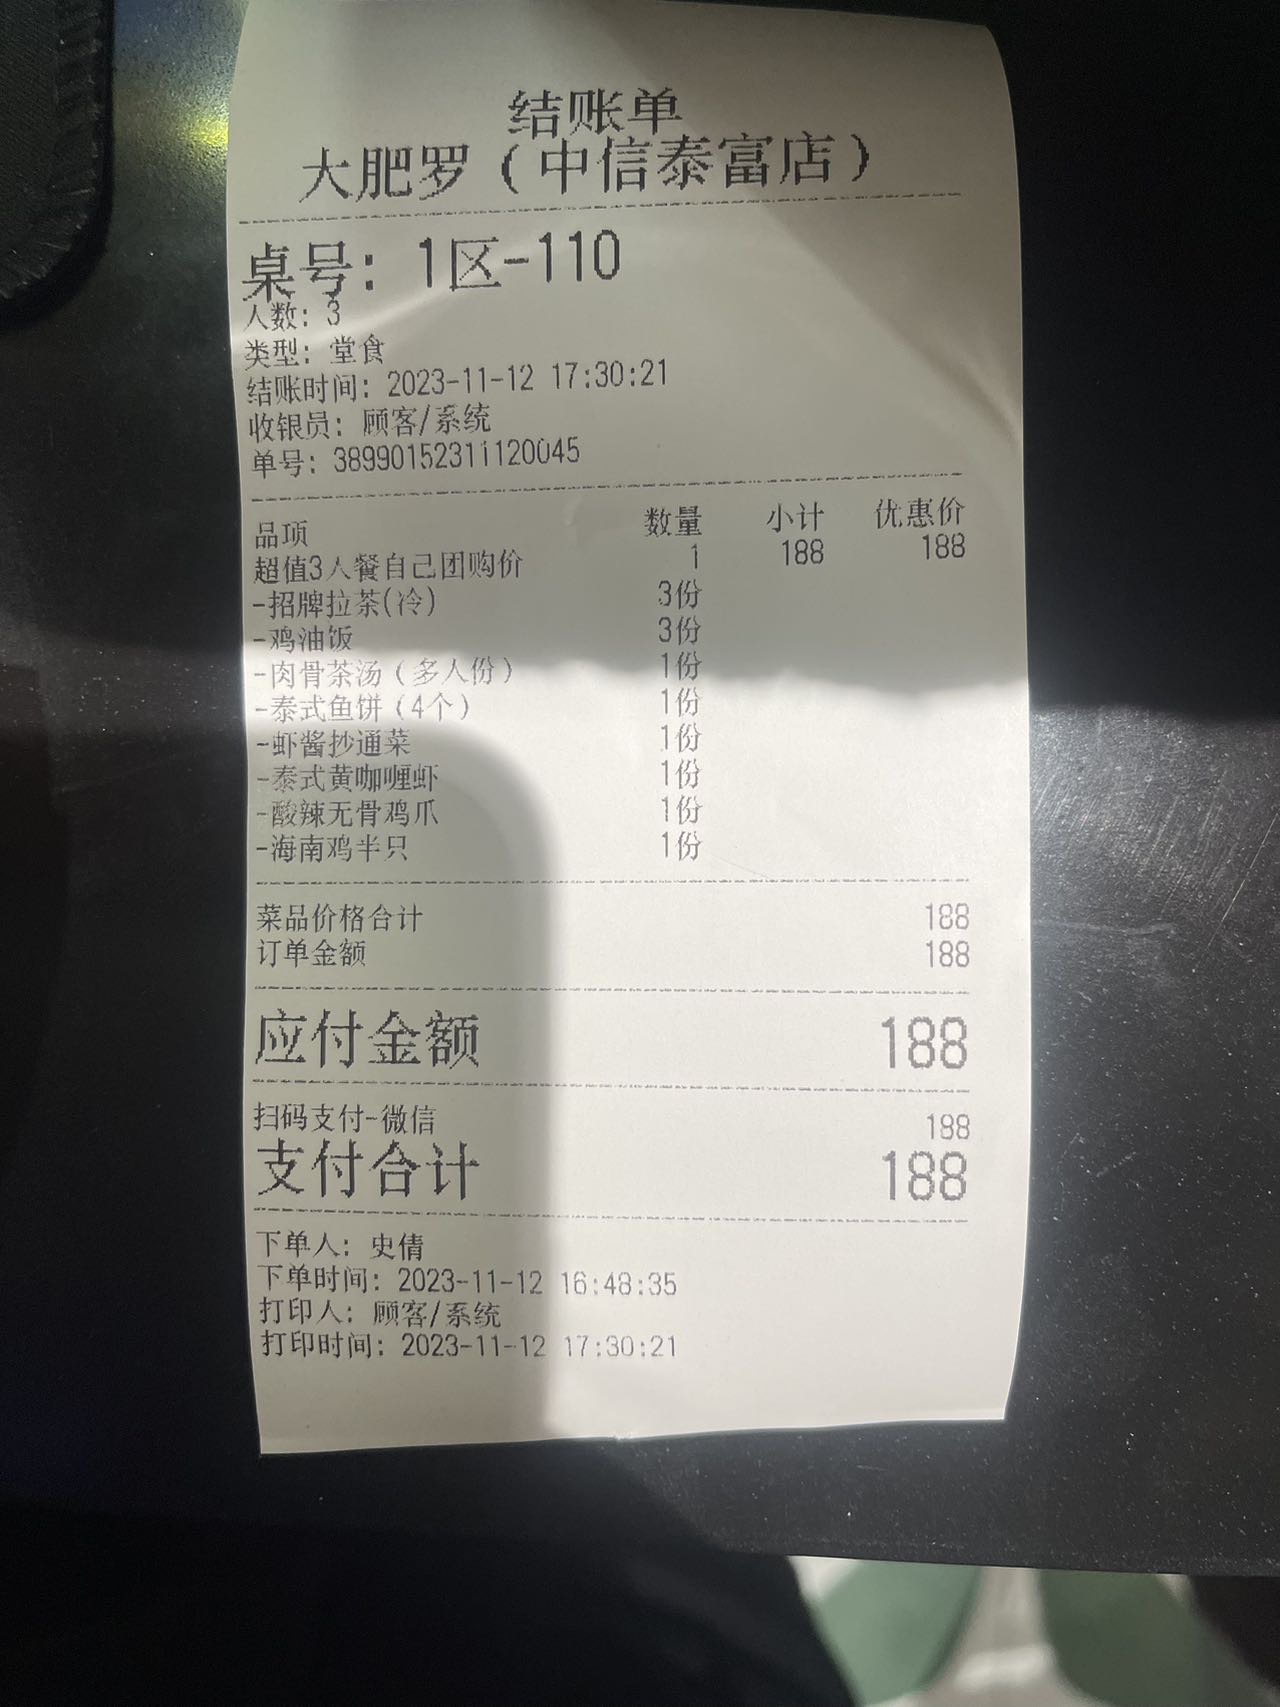 结账单
大肥罗（中信泰富店）
桌号：1区-110
人数：3
类型：堂食
结账时间：2023-11-12 17:30:21
收银员：顾客/系统
单号：38990152311120045
品项 数量 小计 优惠价
超值3人餐自己团购价 1 188 188
-招牌拉茶(冷) 3份
-鸡油饭 3份
-肉骨茶汤（多人份） 1份
-泰式鱼饼（4个） 1份
-虾酱抄通菜 1份
-泰式黄咖喱虾 1份
-酸辣无骨鸡爪 1份
-海南鸡半只 1份
菜品价格合计 188
订单金额 188
应付金额 188
扫码支付-微信 188
支付合计 188
下单人：史倩
下单时间：2023-11-12 16:48:35
打印人：顾客/系统
打印时间：2023-11-12 17:30:21